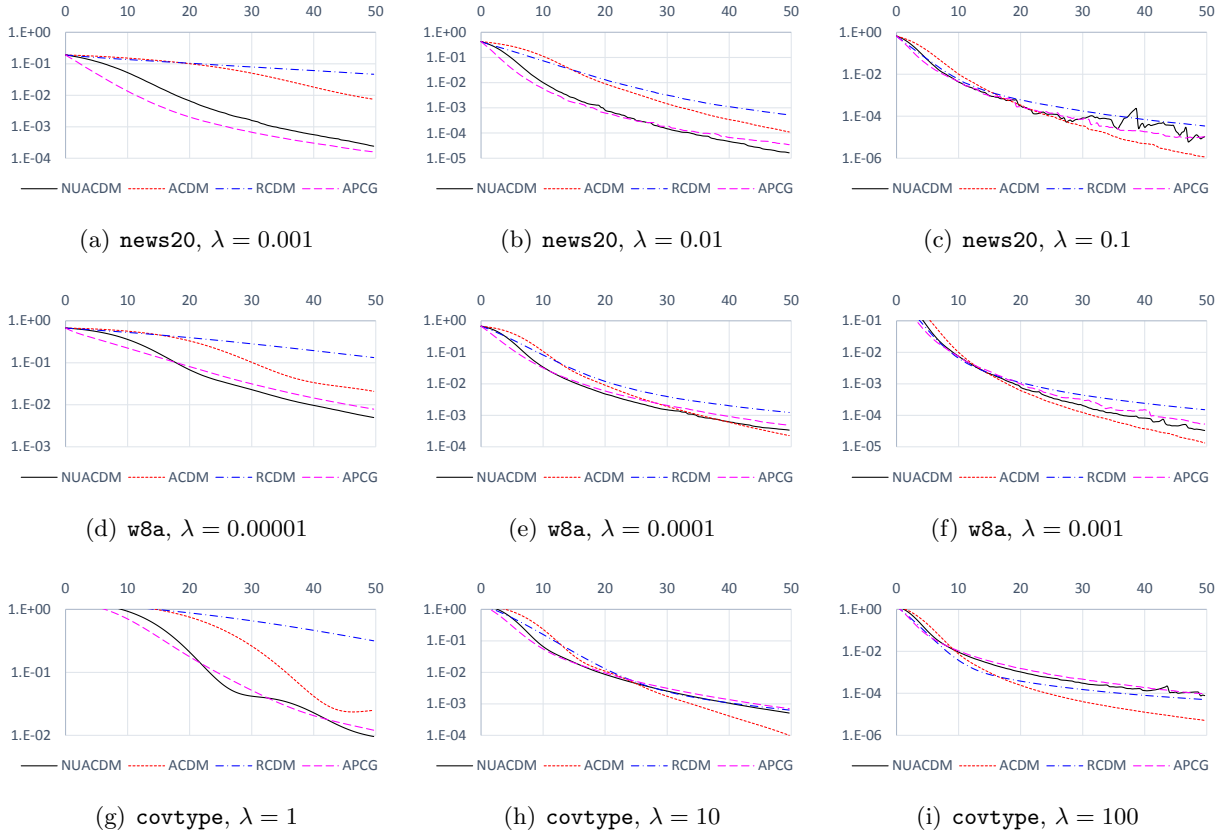 0 10 20 30 40 50
1.E+00
1.E-01
1.E-02
1.E-03
1.E-04
NUACDM ACDM RCDM APCG
(a) news20, λ = 0.001
0 10 20 30 40 50
1.E+00
1.E-01
1.E-02
1.E-03
1.E-04
1.E-05
NUACDM ACDM RCDM APCG
(b) news20, λ = 0.01
0 10 20 30 40 50
1.E+00
1.E-02
1.E-04
1.E-06
NUACDM ACDM RCDM APCG
(c) news20, λ = 0.1
0 10 20 30 40 50
1.E+00
1.E-01
1.E-02
1.E-03
NUACDM ACDM RCDM APCG
(d) w8a, λ = 0.00001
0 10 20 30 40 50
1.E+00
1.E-01
1.E-02
1.E-03
1.E-04
NUACDM ACDM RCDM APCG
(e) w8a, λ = 0.0001
0 10 20 30 40 50
1.E-01
1.E-02
1.E-03
1.E-04
1.E-05
NUACDM ACDM RCDM APCG
(f) w8a, λ = 0.001
0 10 20 30 40 50
1.E+00
1.E-01
1.E-02
NUACDM ACDM RCDM APCG
(g) covtype, λ = 1
0 10 20 30 40 50
1.E+00
1.E-01
1.E-02
1.E-03
1.E-04
NUACDM ACDM RCDM APCG
(h) covtype, λ = 10
0 10 20 30 40 50
1.E+00
1.E-02
1.E-04
1.E-06
NUACDM ACDM RCDM APCG
(i) covtype, λ = 100